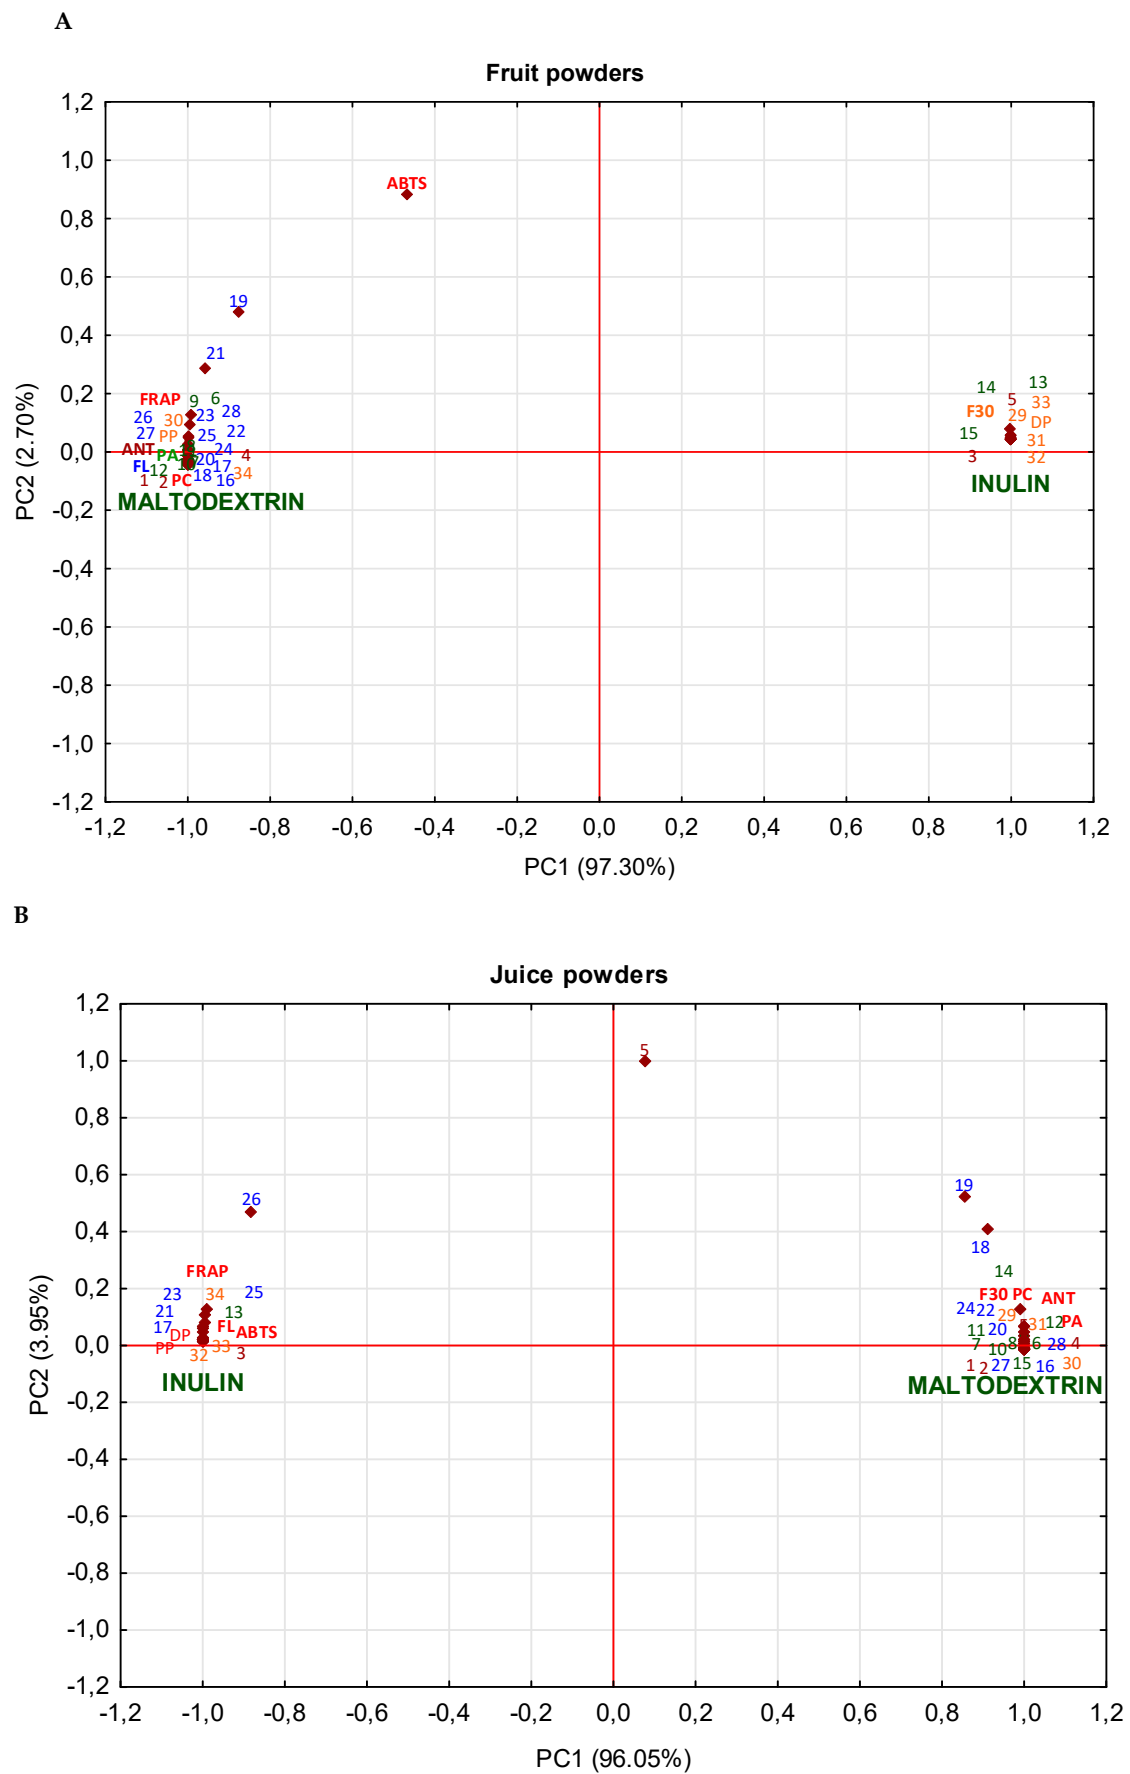 A
Fruit powders
1,2
1,0
0,8
0,6
0,4
0,2
0,0
-0,2
-0,4
-0,6
-0,8
-1,0
-1,2
PC2 (2.70%)
ABTS
19
21
FRAP 9 6
26 30 23 28
27 PP 25 22
ANT PA 24 4
FL 12 20 17 34
1 2 PC 18 16
MALTODEXTRIN
14 13
5 33
F30 29 DP
15 31
3 32
INULIN
-1,2 -1,0 -0,8 -0,6 -0,4 -0,2 0,0 0,2 0,4 0,6 0,8 1,0 1,2
PC1 (97.30%)
B
Juice powders
1,2
1,0
0,8
0,6
0,4
0,2
0,0
-0,2
-0,4
-0,6
-0,8
-1,0
-1,2
PC2 (3.95%)
5
26
FRAP
23 34 25
21 13
17 DP FL ABTS
PP 32 33 3
INULIN
19
18
14
F30 PC ANT
24 22 29 31 12 PA
11 20
7 10 8 6 28 4
1 2 27 15 16 30
MALTODEXTRIN
-1,2 -1,0 -0,8 -0,6 -0,4 -0,2 0,0 0,2 0,4 0,6 0,8 1,0 1,2
PC1 (96.05%)